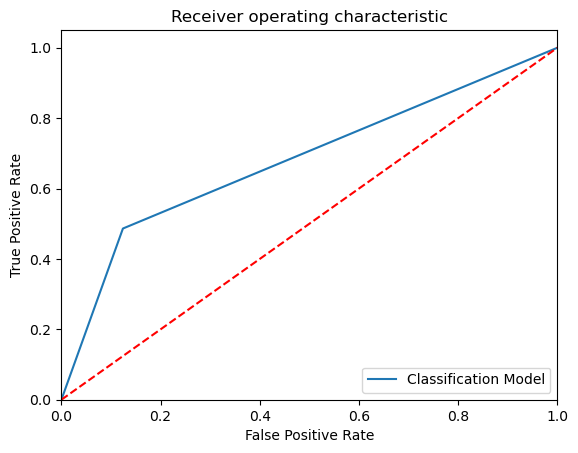 Receiver operating characteristic
True Positive Rate
1.0
0.8
0.6
0.4
0.2
0.0
Classification Model
0.0 0.2 0.4 0.6 0.8 1.0
False Positive Rate